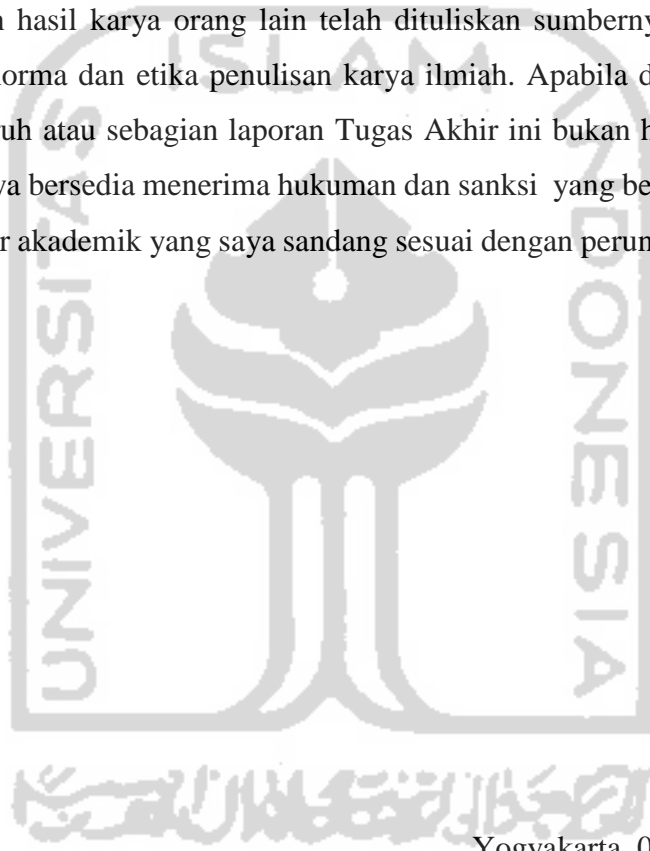 n hasil karya orang lain telah dituliskan sumberny
ISLAM
orma dan etika penulisan karya ilmiah. Apabila d
uh atau sebagian laporan Tugas Akhir ini bukan h
ya bersedia menerima hukuman dan sanksi yang be
r akademik yang saya sandang sesuai dengan perun
UNIVERSITAS
INDONESIA
Yogyakarta, 0